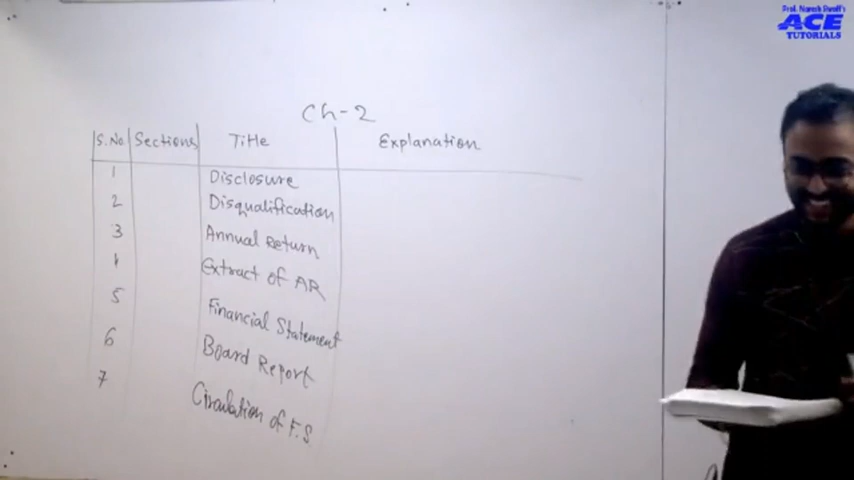 Prof. Naresh Shroff's
ACE
TUTORIALS
Ch-2
S.No Sections Title Explanation
1 Disclosure
2 Disqualification
3 Annual Return
4 Extract of AR
5 Financial Statement
6 Board Report
7 Circulation of F.S